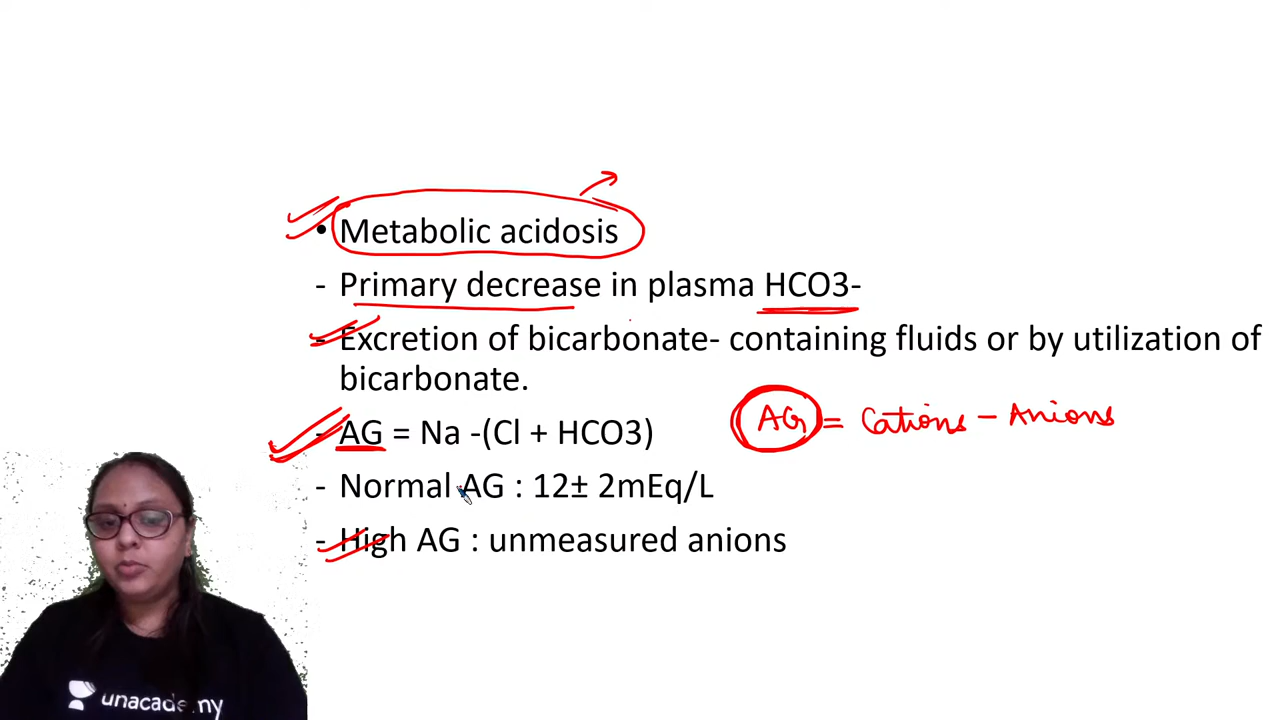 • Metabolic acidosis
- Primary decrease in plasma HCO3-
- Excretion of bicarbonate- containing fluids or by utilization of
bicarbonate.
- AG = Na -(Cl + HCO3)
AG = Cations - Anions
- Normal AG : 12± 2mEq/L
- High AG : unmeasured anions
unacademy